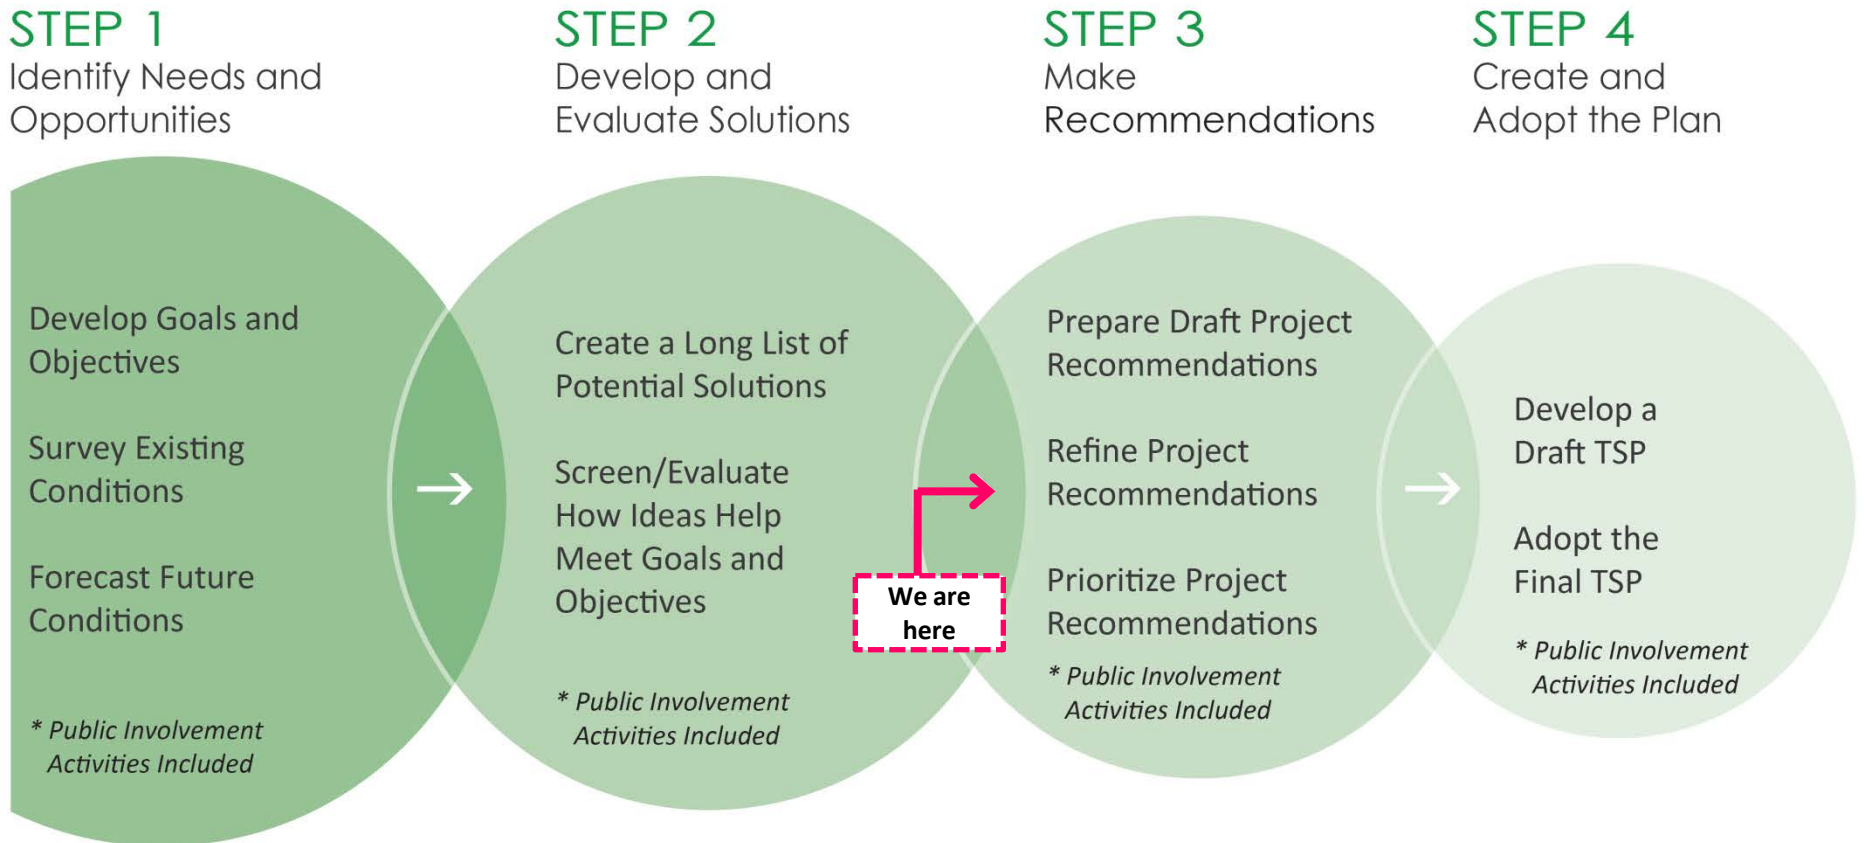 STEP 1
Identify Needs and
Opportunities
Develop Goals and
Objectives
Survey Existing
Conditions
Forecast Future
Conditions
* Public Involvement
Activities Included
STEP 2
Develop and
Evaluate Solutions
Create a Long List of
Potential Solutions
Screen/Evaluate
How Ideas Help
Meet Goals and
Objectives
* Public Involvement
Activities Included
We are
here
STEP 3
Make
Recommendations
Prepare Draft Project
Recommendations
Refine Project
Recommendations
Prioritize Project
Recommendations
* Public Involvement
Activities Included
STEP 4
Create and
Adopt the Plan
Develop a
Draft TSP
Adopt the
Final TSP
* Public Involvement
Activities Included